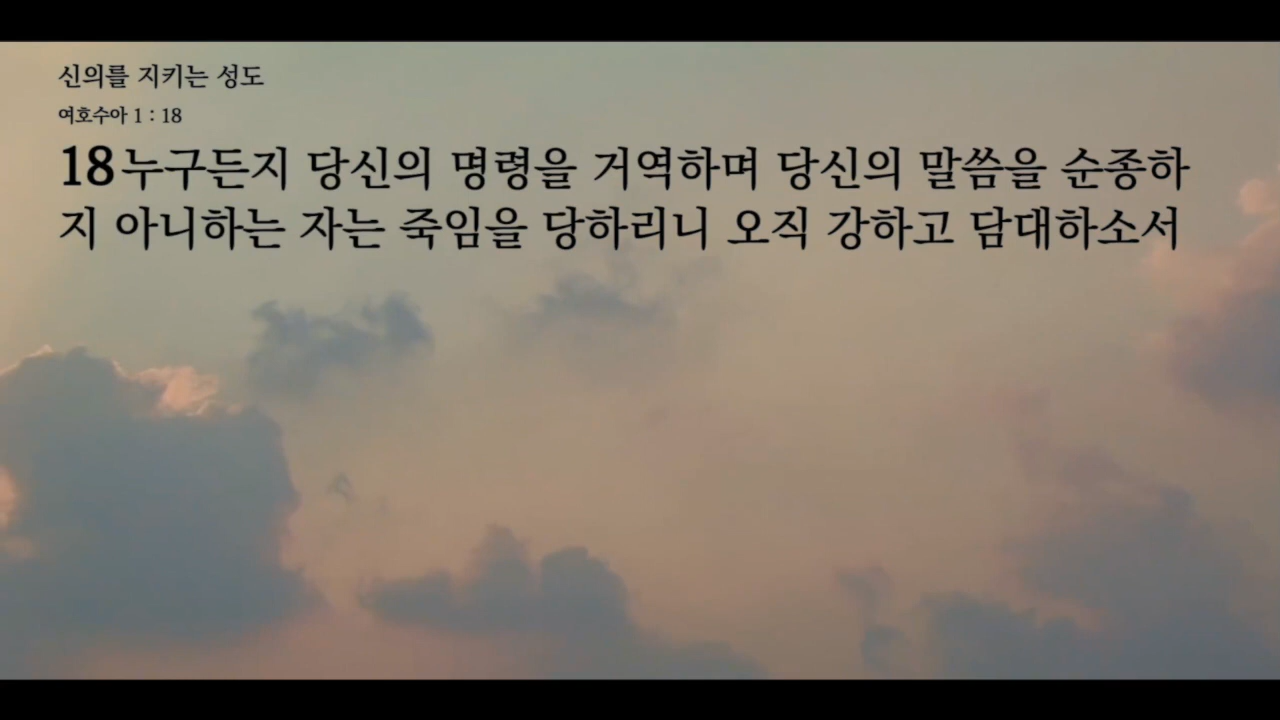 신의를 지키는 성도
여호수아 1 : 18
18누구든지 당신의 명령을 거역하며 당신의 말씀을 순종하
지 아니하는 자는 죽임을 당하리니 오직 강하고 담대하소서